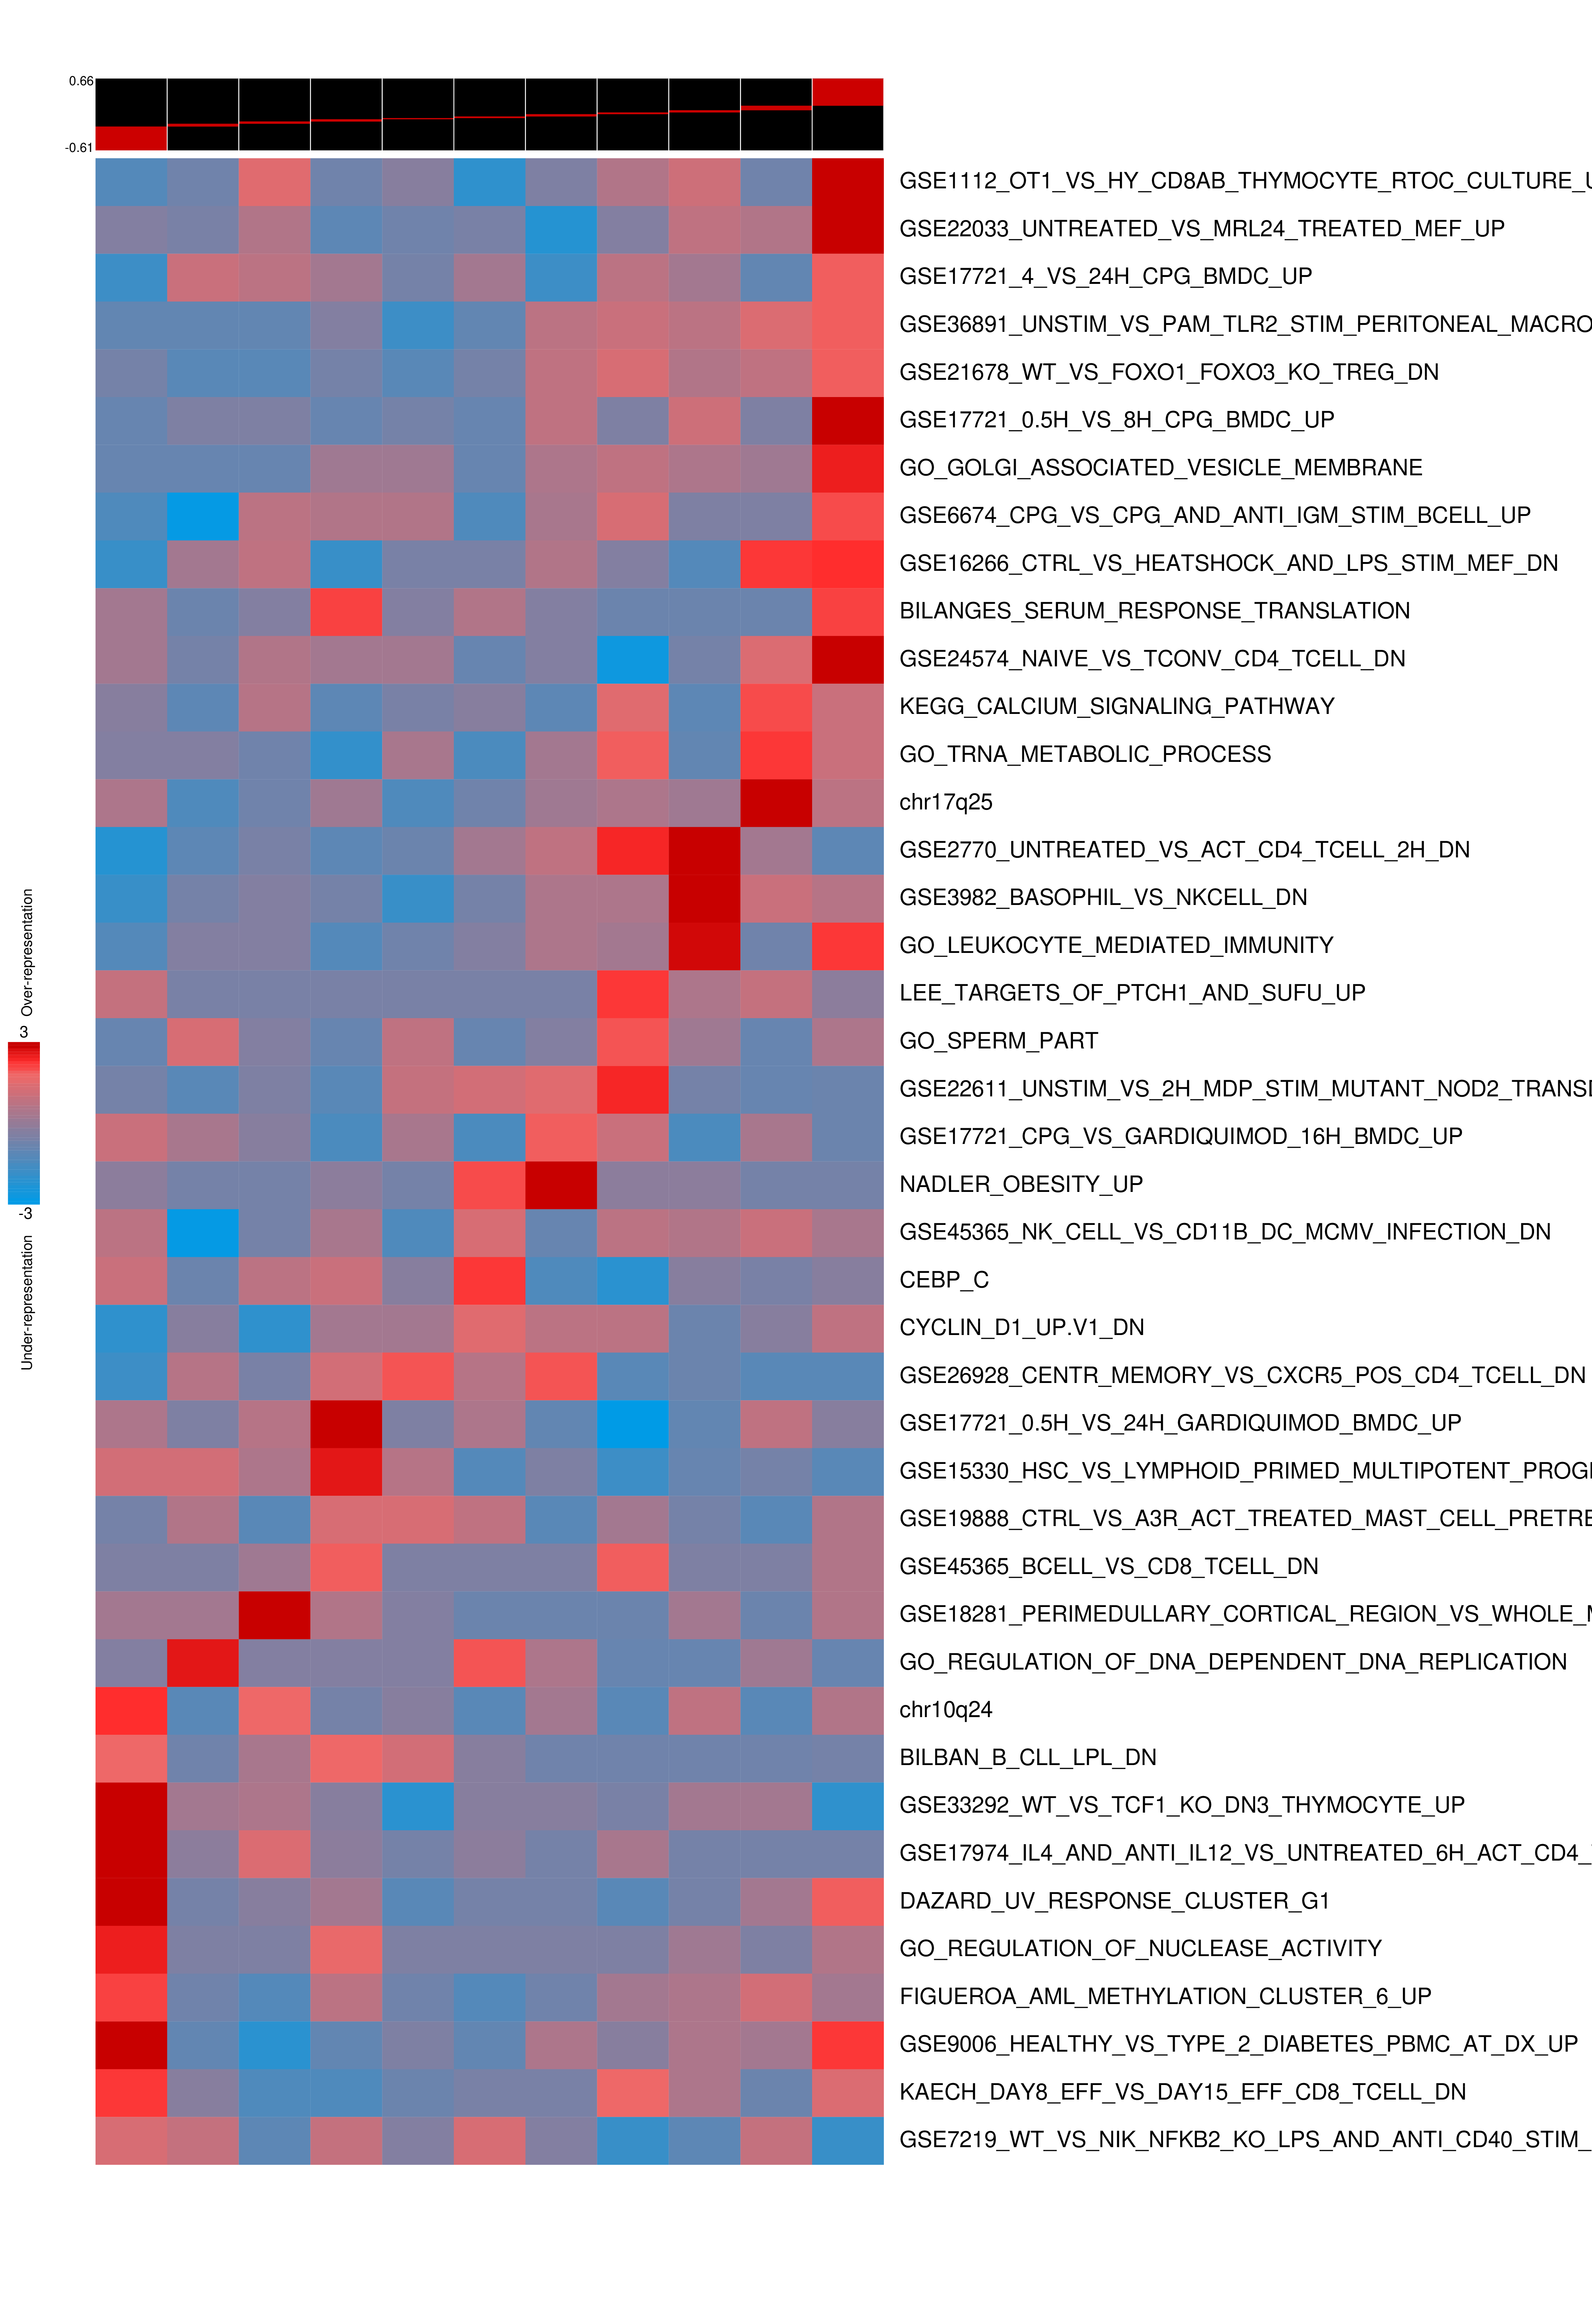 0.66
-0.61
GSE1112_OT1_VS_HY_CD8AB_THYMOCYTE_RTOC_CULTURE_
GSE22033_UNTREATED_VS_MRL24_TREATED_MEF_UP
GSE17721_4_VS_24H_CPG_BMDC_UP
GSE36891_UNSTIM_VS_PAM_TLR2_STIM_PERITONEAL_MACRO
GSE21678_WT_VS_FOXO1_FOXO3_KO_TREG_DN
GSE17721_0.5H_VS_8H_CPG_BMDC_UP
GO_GOLGI_ASSOCIATED_VESICLE_MEMBRANE
GSE6674_CPG_VS_CPG_AND_ANTI_IGM_STIM_BCELL_UP
GSE16266_CTRL_VS_HEATSHOCK_AND_LPS_STIM_MEF_DN
BILANGES_SERUM_RESPONSE_TRANSLATION
GSE24574_NAIVE_VS_TCONV_CD4_TCELL_DN
KEGG_CALCIUM_SIGNALING_PATHWAY
GO_TRNA_METABOLIC_PROCESS
chr17q25
GSE2770_UNTREATED_VS_ACT_CD4_TCELL_2H_DN
GSE3982_BASOPHIL_VS_NKCELL_DN
GO_LEUKOCYTE_MEDIATED_IMMUNITY
LEE_TARGETS_OF_PTCH1_AND_SUFU_UP
GO_SPERM_PART
GSE22611_UNSTIM_VS_2H_MDP_STIM_MUTANT_NOD2_TRANS
GSE17721_CPG_VS_GARDIQUIMOD_16H_BMDC_UP
NADLER_OBESITY_UP
GSE45365_NK_CELL_VS_CD11B_DC_MCMV_INFECTION_DN
CEBP_C
CYCLIN_D1_UP.V1_DN
GSE26928_CENTR_MEMORY_VS_CXCR5_POS_CD4_TCELL_DN
GSE17721_0.5H_VS_24H_GARDIQUIMOD_BMDC_UP
GSE15330_HSC_VS_LYMPHOID_PRIMED_MULTIPOTENT_PROG
GSE19888_CTRL_VS_A3R_ACT_TREATED_MAST_CELL_PRETRE
GSE45365_BCELL_VS_CD8_TCELL_DN
GSE18281_PERIMEDULLARY_CORTICAL_REGION_VS_WHOLE_
GO_REGULATION_OF_DNA_DEPENDENT_DNA_REPLICATION
chr10q24
BILBAN_B_CLL_LPL_DN
GSE33292_WT_VS_TCF1_KO_DN3_THYMOCYTE_UP
GSE17974_IL4_AND_ANTI_IL12_VS_UNTREATED_6H_ACT_CD4_
DAZARD_UV_RESPONSE_CLUSTER_G1
GO_REGULATION_OF_NUCLEASE_ACTIVITY
FIGUEROA_AML_METHYLATION_CLUSTER_6_UP
GSE9006_HEALTHY_VS_TYPE_2_DIABETES_PBMC_AT_DX_UP
KAECH_DAY8_EFF_VS_DAY15_EFF_CD8_TCELL_DN
GSE7219_WT_VS_NIK_NFKB2_KO_LPS_AND_ANTI_CD40_STIM_
Over-representation
3
-3
Under-representation